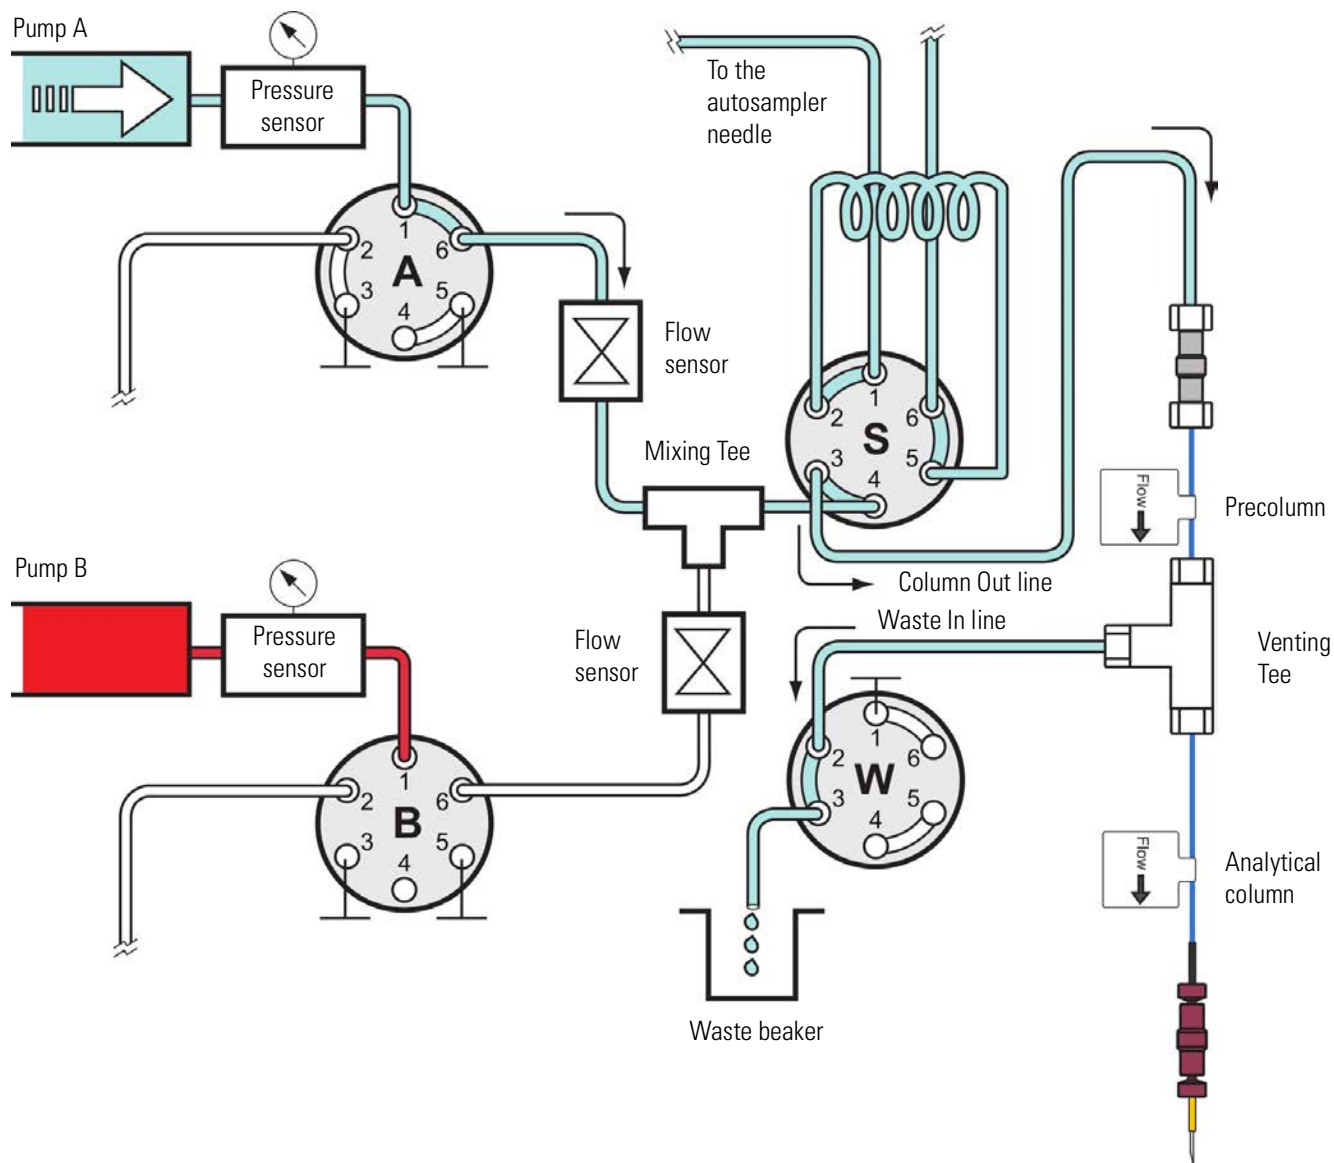 Pump A
Pressure
sensor
To the
autosampler
needle
1
2
6
A
3
5
4
Flow
sensor
1
2
6
S
3
5
4
Mixing Tee
Flow
Precolumn
Pump B
Pressure
sensor
Column Out line
Waste In line
Flow
sensor
Venting
Tee
1
2
6
B
3
5
4
1
2
6
W
3
5
4
Flow
Analytical
column
Waste beaker